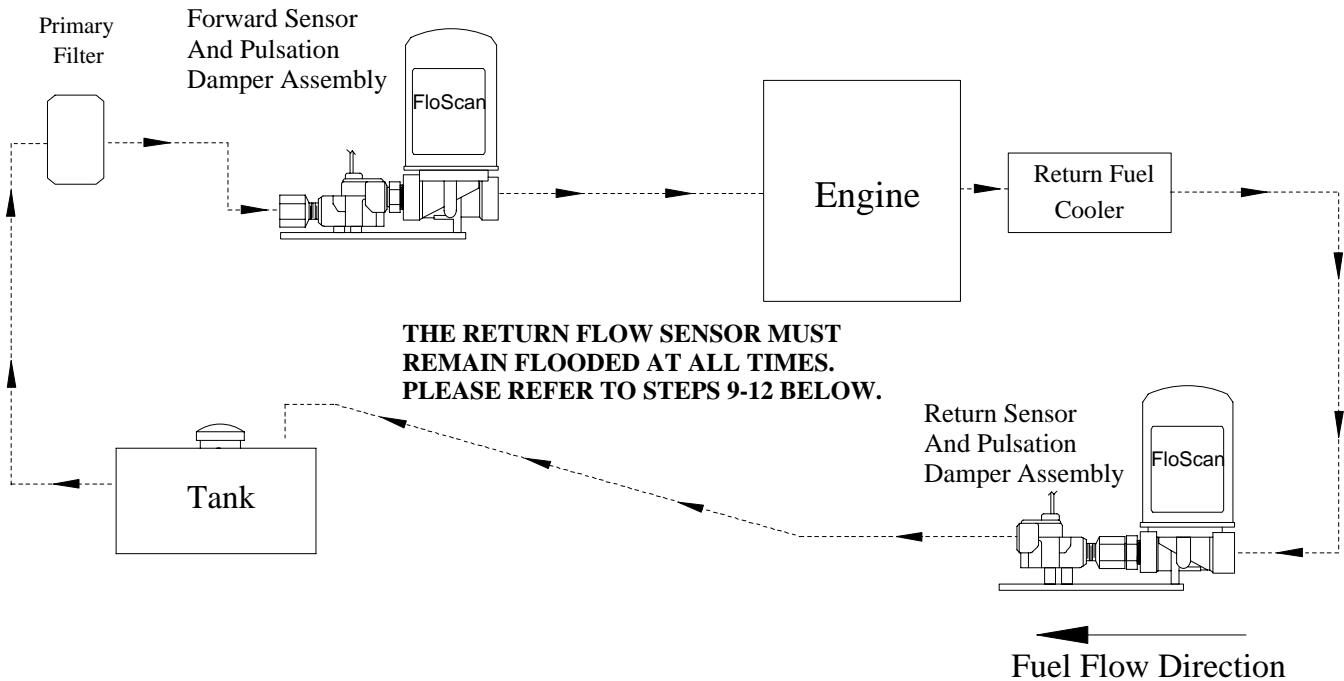 Primary
Filter
Forward Sensor
And Pulsation
Damper Assembly
FloScan
Engine
Return Fuel
Cooler
THE RETURN FLOW SENSOR MUST
REMAIN FLOODED AT ALL TIMES.
PLEASE REFER TO STEPS 9-12 BELOW.
Tank
Return Sensor
And Pulsation
Damper Assembly
FloScan
Fuel Flow Direction